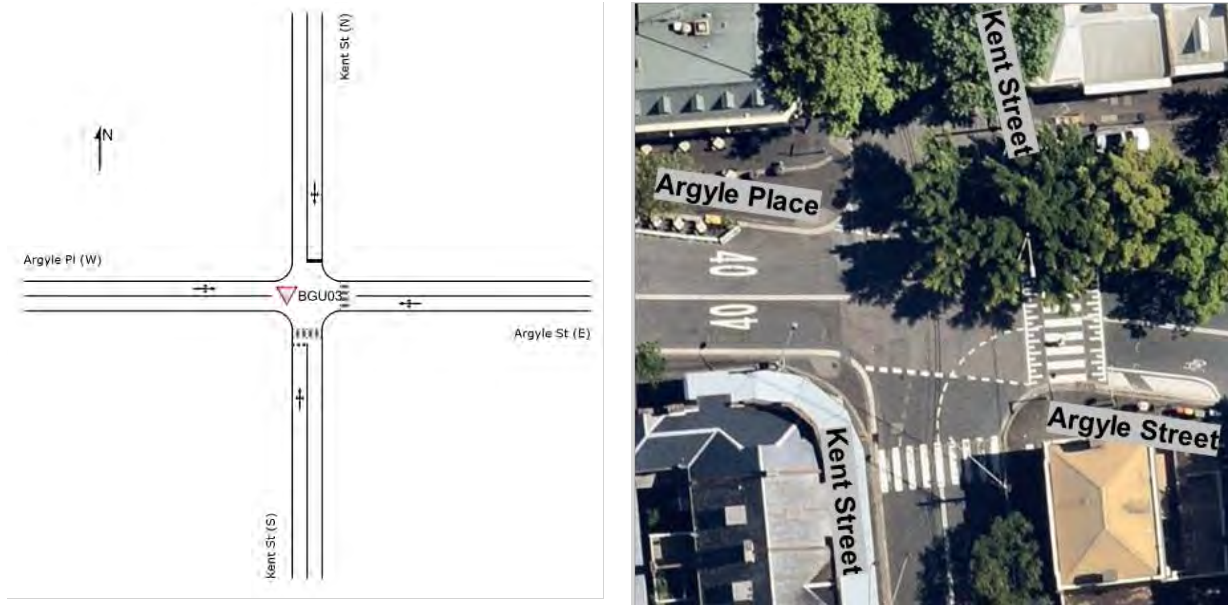 Kent St (N)
N
Argyle Pl (W)
BGU03
Argyle St (E)
Kent St (S)
Kent Street
Argyle Place
40
40
Kent Street
Argyle Street